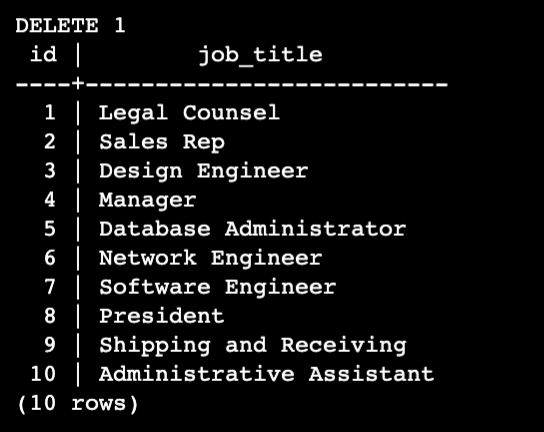 DELETE 1
 id |        job_title
----+--------------------------
  1 | Legal Counsel
  2 | Sales Rep
  3 | Design Engineer
  4 | Manager
  5 | Database Administrator
  6 | Network Engineer
  7 | Software Engineer
  8 | President
  9 | Shipping and Receiving
 10 | Administrative Assistant
(10 rows)